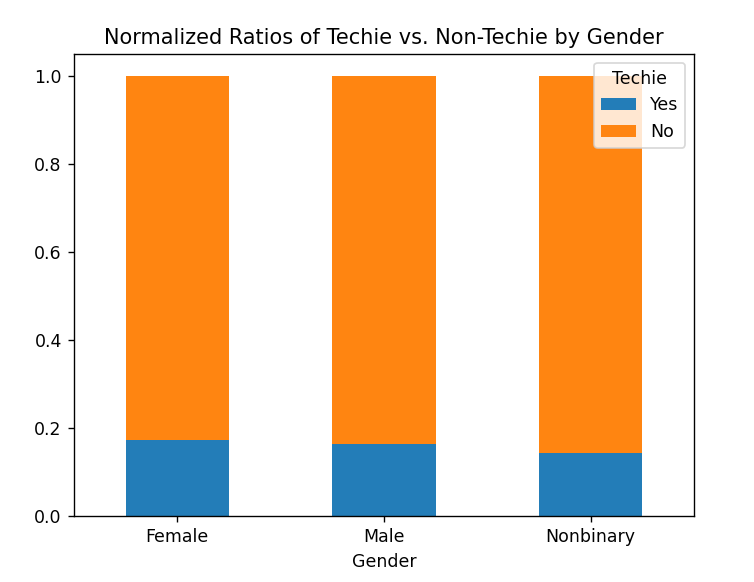 Normalized Ratios of Techie vs. Non-Techie by Gender
Techie
Yes
No
1.0
0.8
0.6
0.4
0.2
0.0
Female Male Nonbinary
Gender